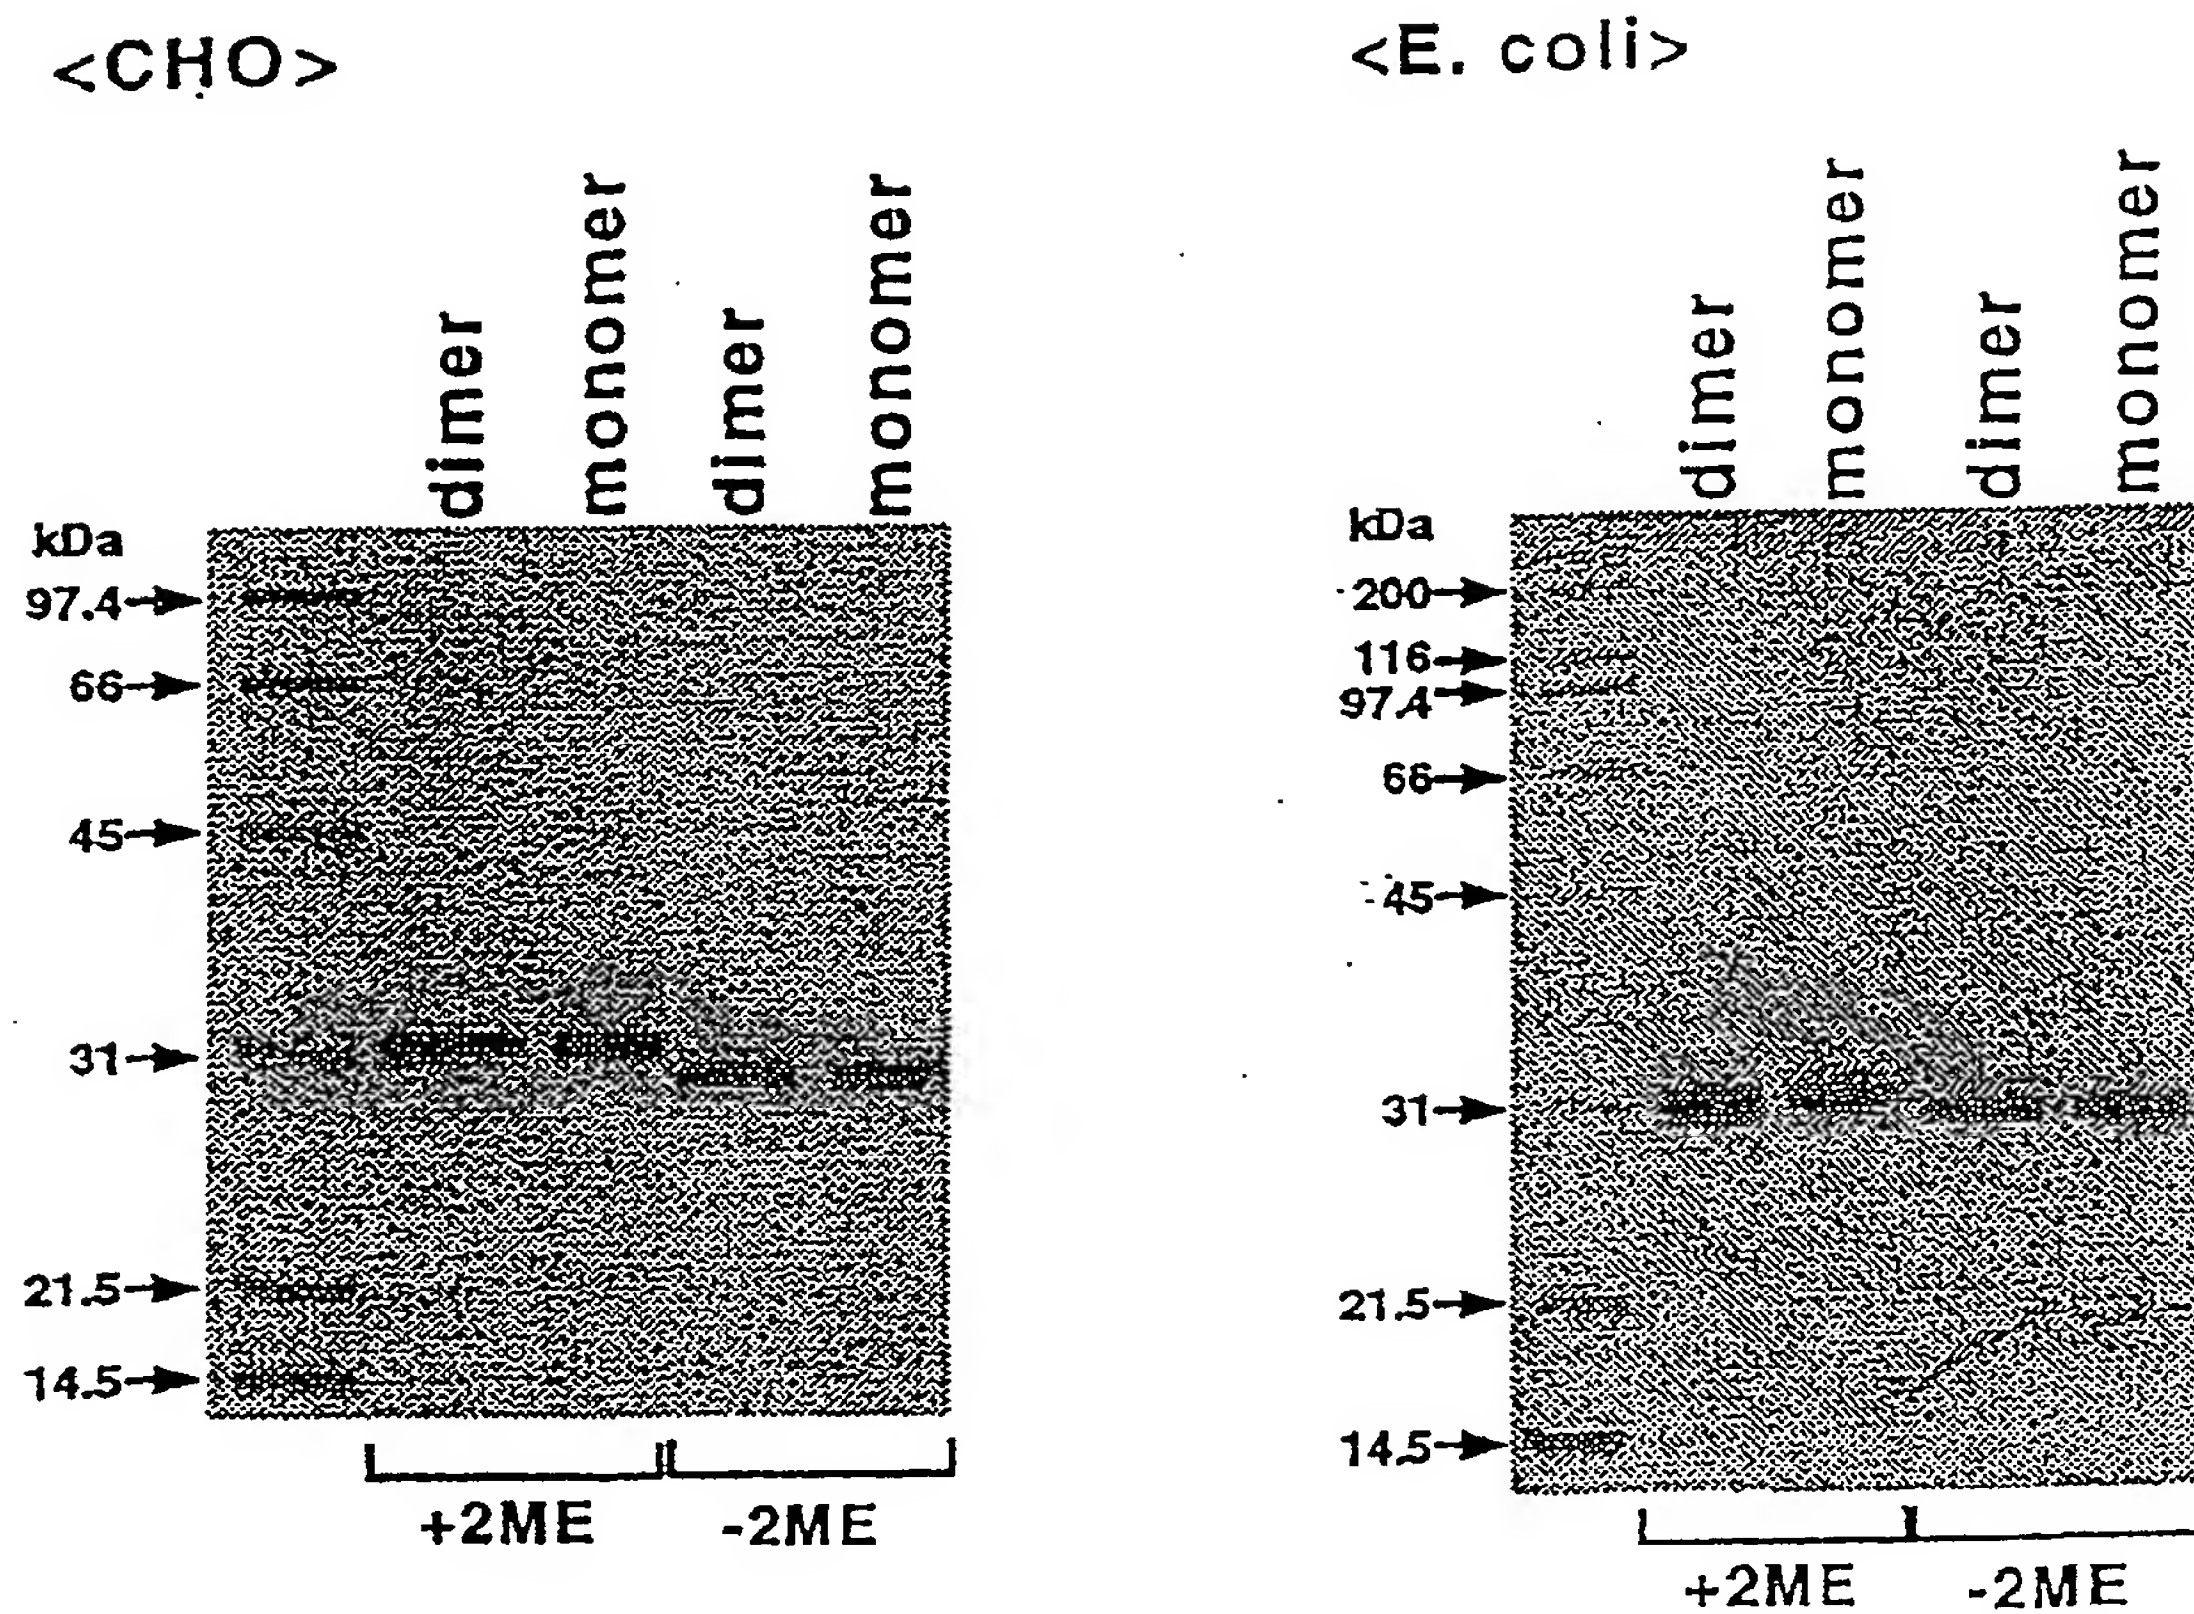 <CHO>
dimer
monomer
dimer
monomer
kDa
97.4
66
45
31
21.5
14.5
+2ME
-2ME
<E. coli>
dimer
monomer
dimer
monomer
kDa
200
116
97.4
66
45
31
21.5
14.5
+2ME
-2ME